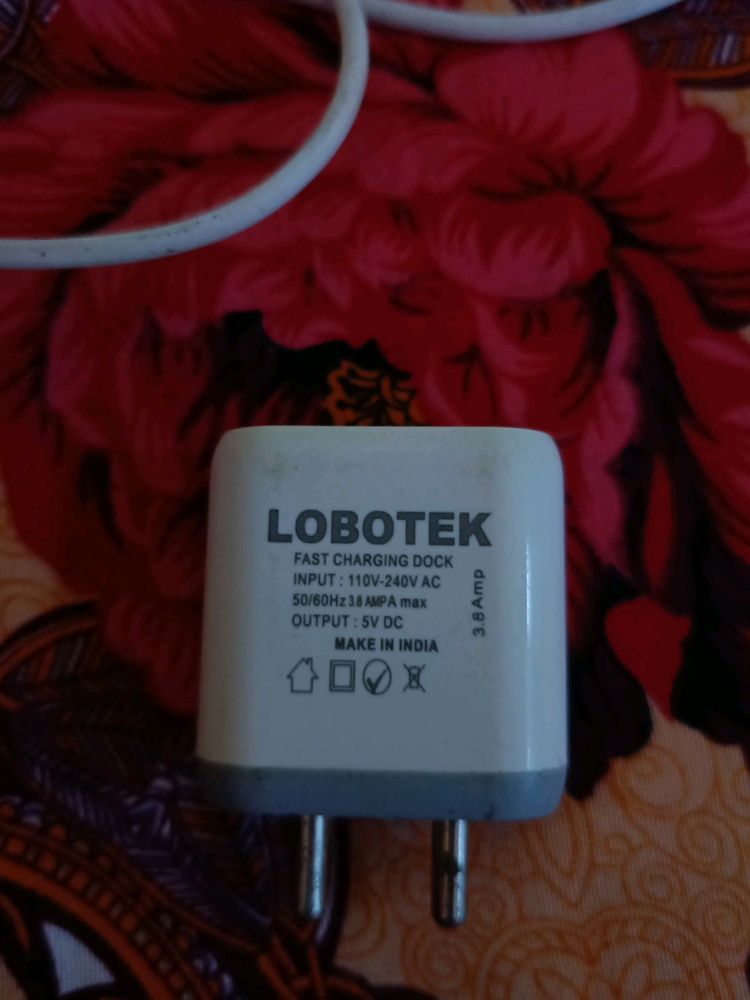 LOBOTEK
FAST CHARGING DOCK
INPUT : 110V-240V AC
50/60Hz 3.8 AMPA max
OUTPUT : 5V DC
MAKE IN INDIA
3.8Amp